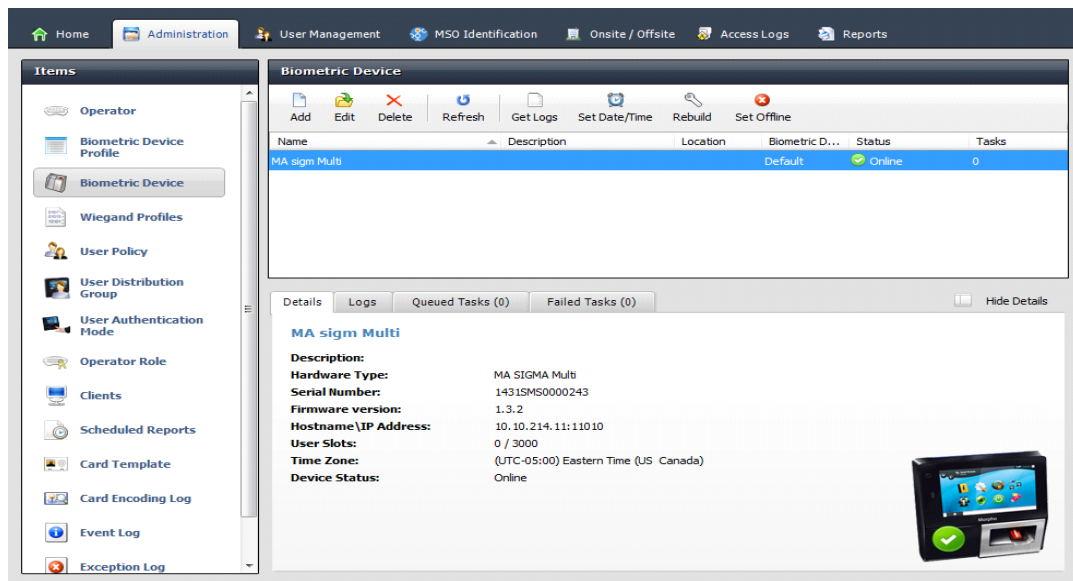 Home Administration User Management MSO Identification Onsite / Offsite Access Logs Reports
Items
Operator
Biometric Device
Profile
Biometric Device
Wiegand Profiles
User Policy
User Distribution
Group
User Authentication
Mode
Operator Role
Clients
Scheduled Reports
Card Template
Card Encoding Log
Event Log
Exception Log
Biometric Device
Add Edit Delete Refresh Get Logs Set Date/Time Rebuild Set Offline
Name Description Location Biometric D... Status Tasks
MA sigm Multi Default Online 0
Details Logs Queued Tasks (0) Failed Tasks (0) Hide Details
MA sigm Multi
Description:
Hardware Type: MA SIGMA Multi
Serial Number: 1431SMS0000243
Firmware version: 1.3.2
Hostname\IP Address: 10.10.214.11:11010
User Slots: 0 / 3000
Time Zone: (UTC-05:00) Eastern Time (US Canada)
Device Status: Online
Morpho